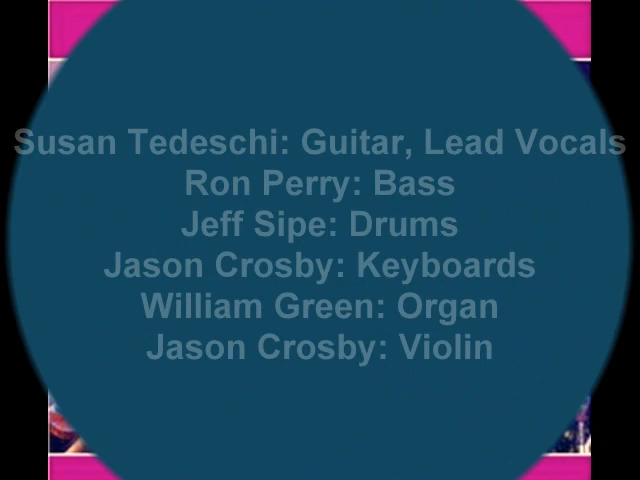 Susan Tedeschi: Guitar, Lead Vocals
Ron Perry: Bass
Jeff Sipe: Drums
Jason Crosby: Keyboards
William Green: Organ
Jason Crosby: Violin